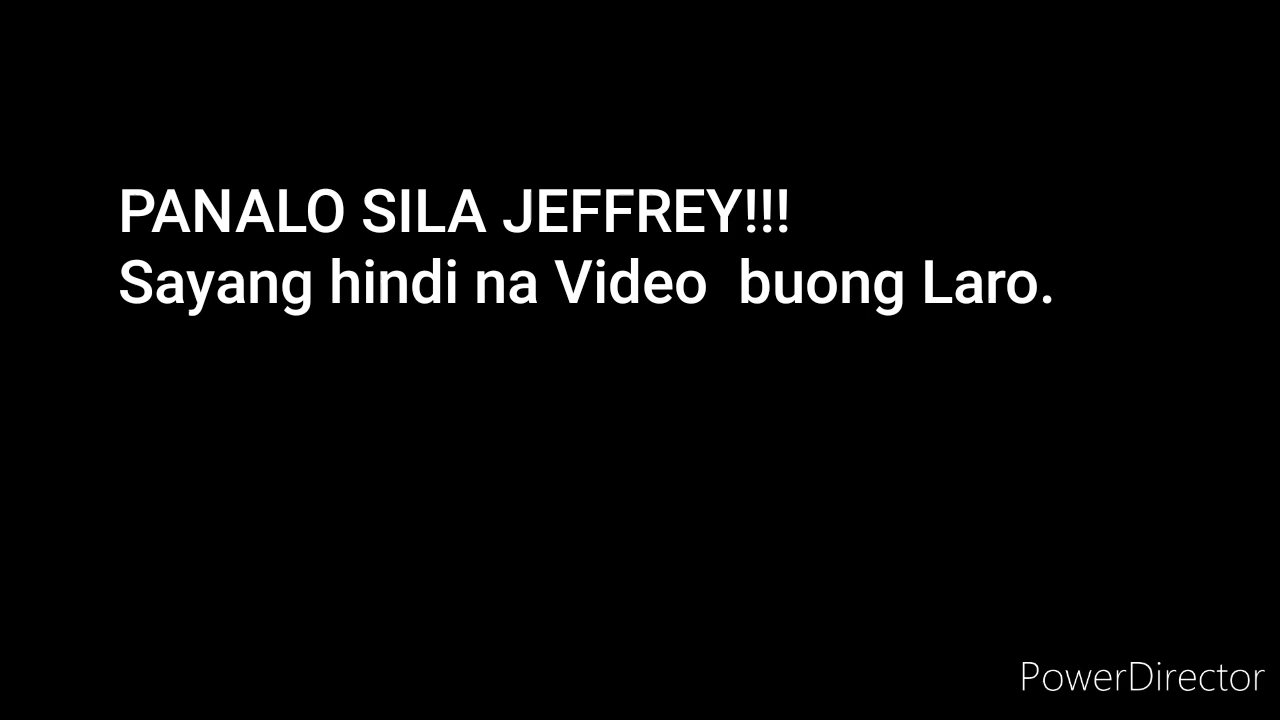 PANALO SILA JEFFREY!!!
Sayang hindi na Video  buong Laro.
PowerDirector